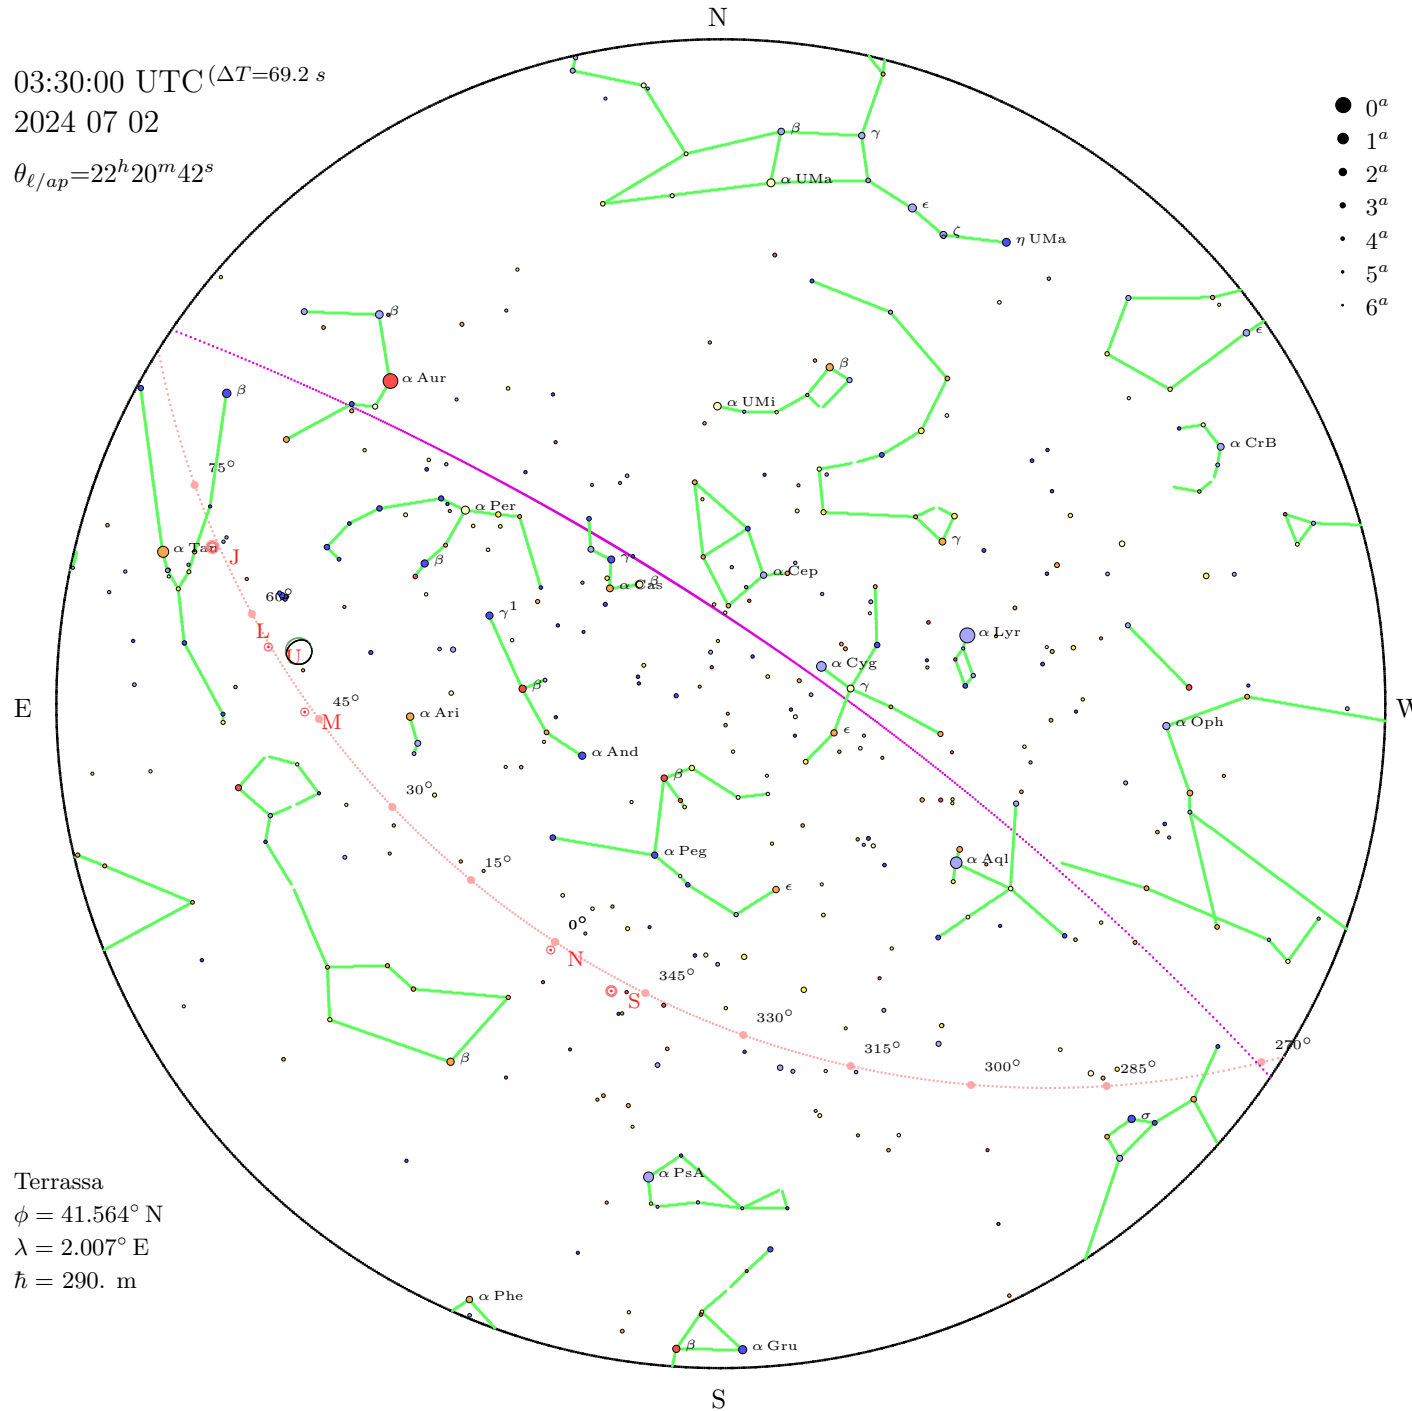 N
03:30:00 UTC (ΔT=69.2 s
2024 07 02
θℓ/ap=22h20m42s
0a
1a
2a
3a
4a
5a
6a
β
γ
α UMa
ϵ
ζ
η UMa
β
ϵ
β
α Aur
β
α UMi
α CrB
75°
α Per
α Tau
J
β
γ
γ
α Cep
α Cas
β
60°
γ1
L
α Lyr
U
α Cyg
β
γ
E
W
45°
M
α Ari
α Oph
ϵ
α And
β
30°
α Peg
15°
α Aql
ϵ
0°
N
345°
S
330°
315°
270°
β
300°
285°
σ
α PsA
Terrassa
ϕ = 41.564° N
λ = 2.007° E
ħ = 290. m
α Phe
β
α Gru
S